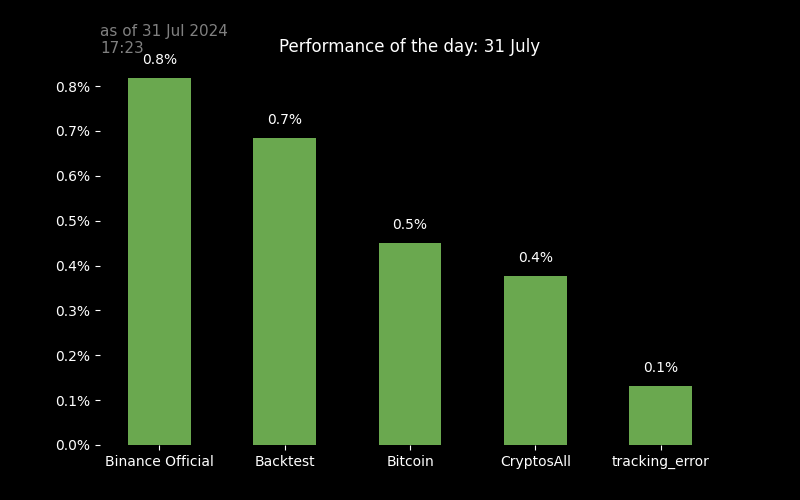 as of 31 Jul 2024
17:23
Performance of the day: 31 July
0.8%
0.7%
0.5%
0.4%
0.1%
0.8%
0.7%
0.6%
0.5%
0.4%
0.3%
0.2%
0.1%
0.0%
Binance Official
Backtest
Bitcoin
CryptosAll
tracking_error